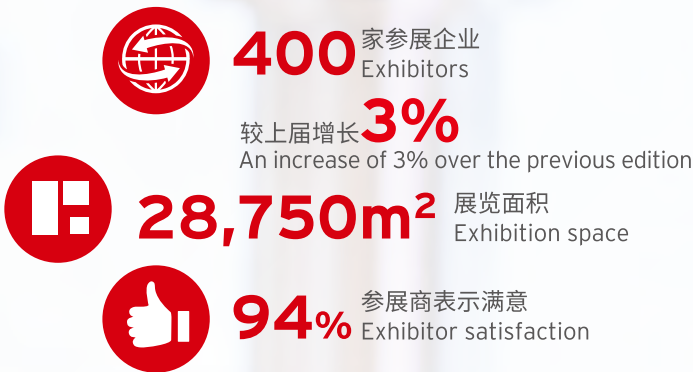 400 家参展企业
Exhibitors
较上届增长3%
An increase of 3% over the previous edition
28,750m² 展览面积
Exhibition space
94% 参展商表示满意
Exhibitor satisfaction